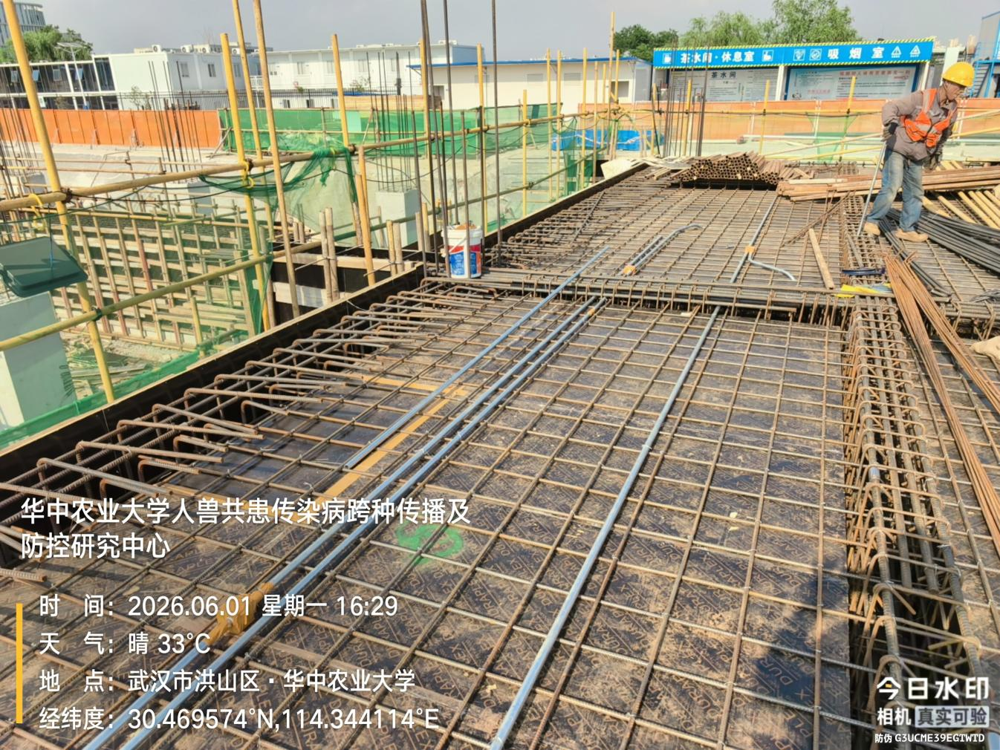 茶水间·休息室
吸烟室
茶水间
华中农业大学人兽共患传染病跨种传播及
防控研究中心
时 间：2026.06.01 星期一 16:29
天 气：晴 33℃
地 点：武汉市洪山区·华中农业大学
经纬度：30.469574°N,114.344114°E
今日水印
相机 真实可验
防伪 G3UCME39EGTWTD